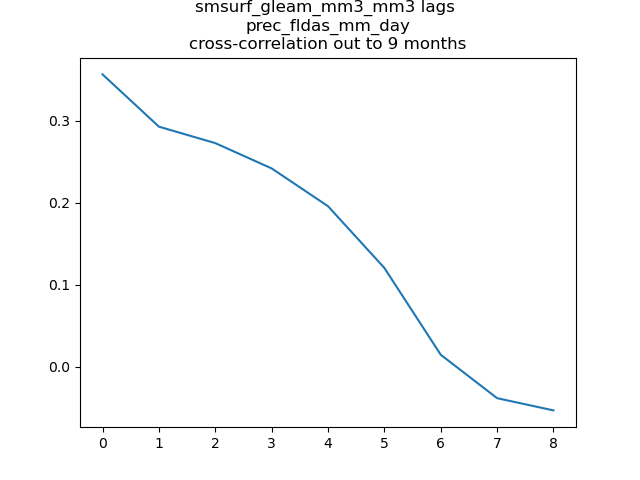 smsurf_gleam_mm3_mm3 lags
prec_fldas_mm_day
cross-correlation out to 9 months
0.3
0.2
0.1
0.0
0 1 2 3 4 5 6 7 8